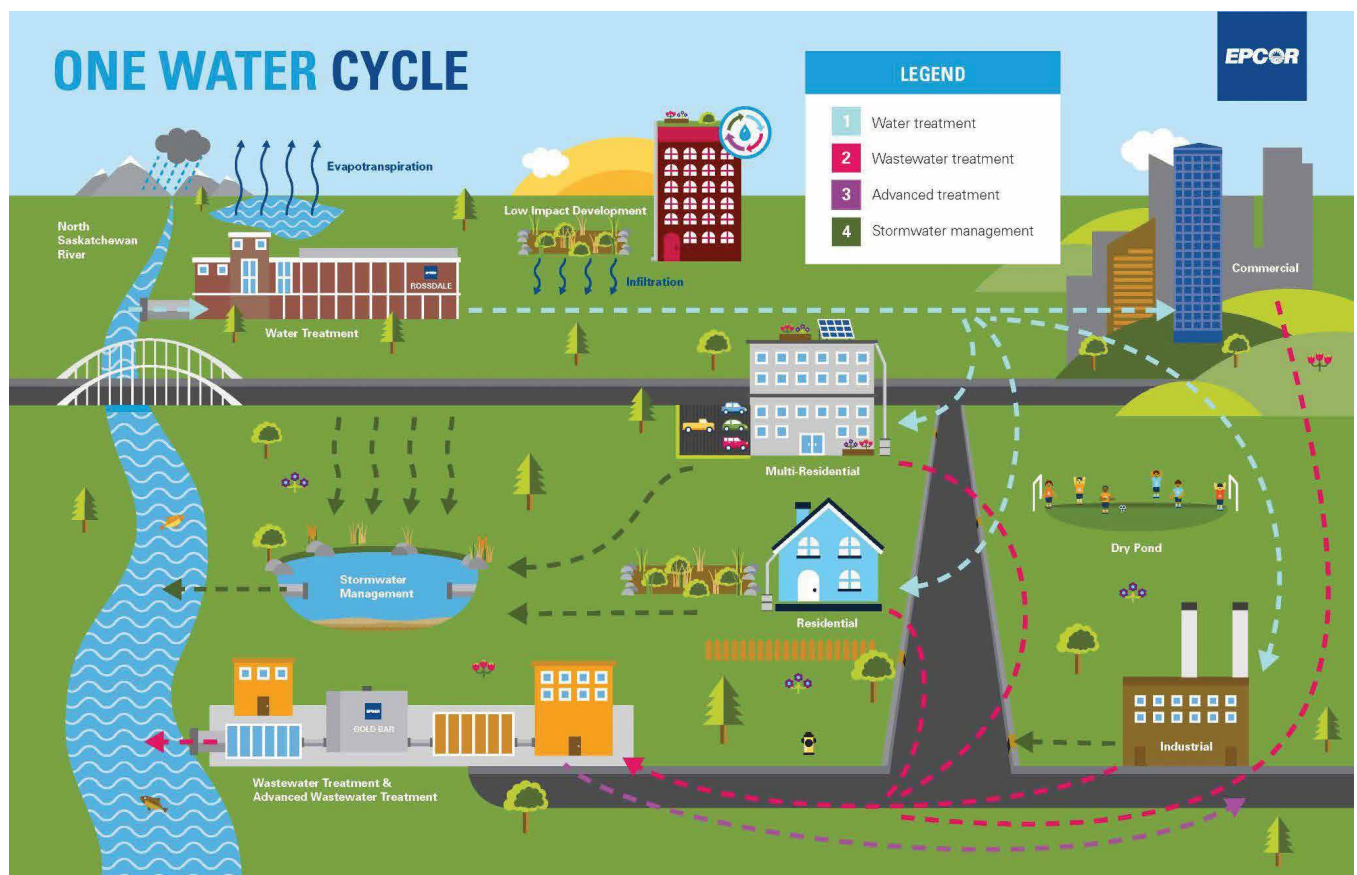 ONE WATER CYCLE
EPCOR
LEGEND
1 Water treatment
2 Wastewater treatment
3 Advanced treatment
4 Stormwater management
Evapotranspiration
North
Saskatchewan
River
Low Impact Development
Infiltration
Commercial
EPCOR
ROSSDALE
Water Treatment
Multi-Residential
Dry Pond
Stormwater
Management
Residential
EPCOR
GOLD BAR
Industrial
Wastewater Treatment &
Advanced Wastewater Treatment